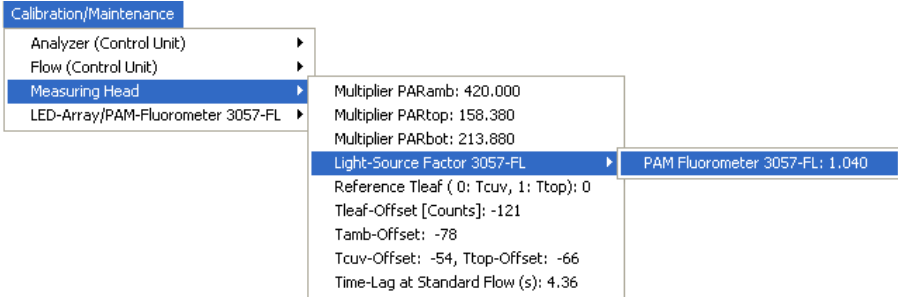 Calibration/Maintenance
Analyzer (Control Unit)
Flow (Control Unit)
Measuring Head
LED-Array/PAM-Fluorometer 3057-FL
Multiplier PARamb: 420.000
Multiplier PARtop: 158.380
Multiplier PARbot: 213.880
Light-Source Factor 3057-FL
PAM Fluorometer 3057-FL: 1.040
Reference Tleaf ( 0: Tcuv, 1: Ttop): 0
Tleaf-Offset [Counts]: -121
Tamb-Offset: -78
Tcuv-Offset: -54, Ttop-Offset: -66
Time-Lag at Standard Flow (s): 4.36